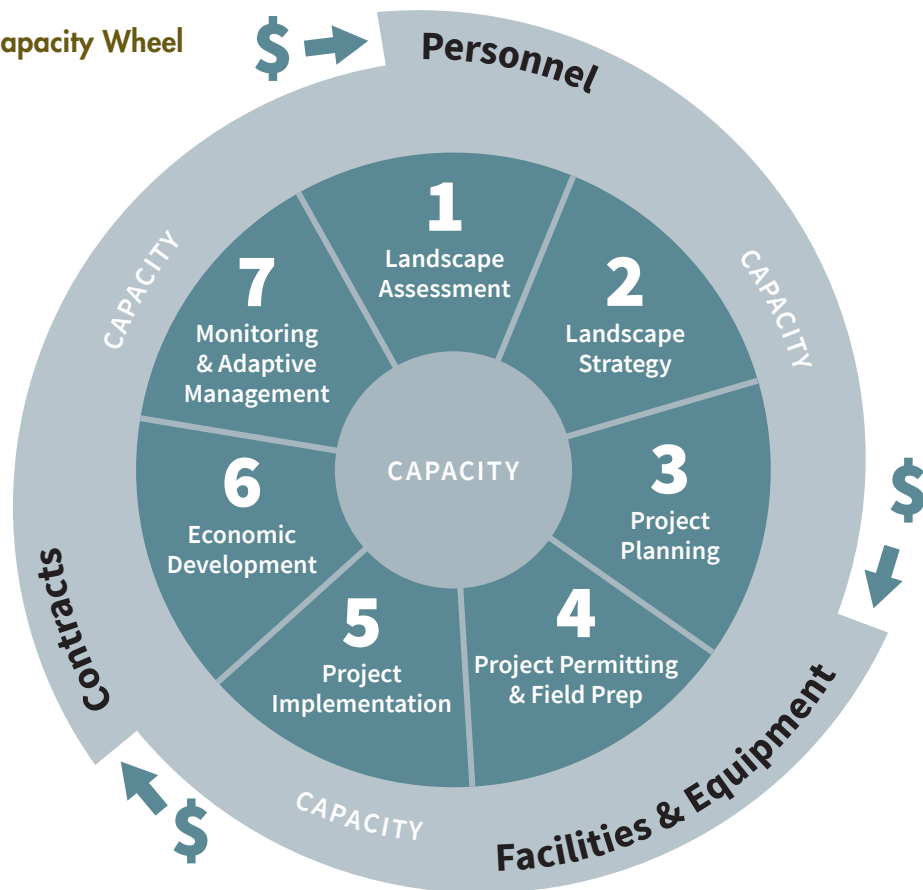 apacity Wheel
$
Personnel
CAPACITY
CAPACITY
1
Landscape
Assessment
2
Landscape
Strategy
7
Monitoring
& Adaptive
Management
CAPACITY
3
Project
Planning
$
6
Economic
Development
4
Project Permitting
& Field Prep
5
Project
Implementation
Contracts
Facilities & Equipment
CAPACITY
$